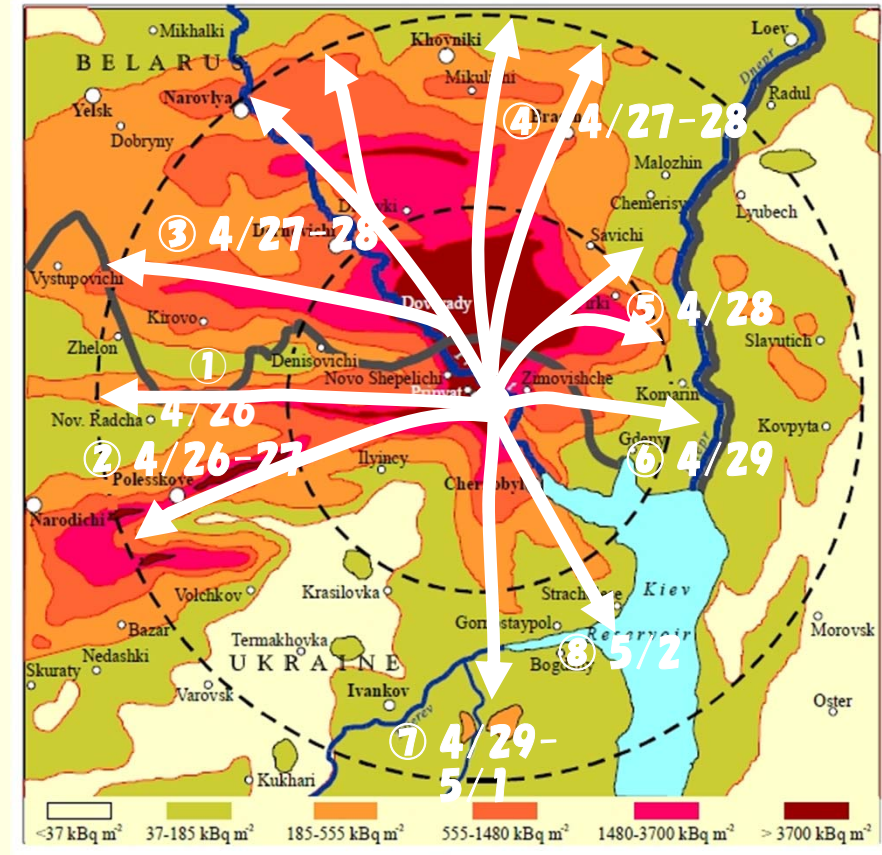 Mikhalki
Khovniki
Loev
BELARUS
Dnepr
Mikulichi
Yelsk
Narovlya
Radul
④ 4/27-28
Dobryny
Malozhin
Chemerisy
Lyubech
③ 4/27-28
Savichi
Vystupovichi
Dovlyady
⑤ 4/28
Kirovo
Slavutich
Zhelon
Denisovichi
①
Novo Shepelichi
Zimovishche
Pripyat
Komarin
Nov. Radcha
4/26
Kovpyta
Gdeny
② 4/26-27
Ilyincy
⑥ 4/29
Polesskoye
Chernobyl
Narodichi
Kiev
Volchkov
Krasilovka
Gornostaypol
Reservoir
Bazar
Morovsk
Termakhovka
⑧ 5/2
Nedashki
UKRAINE
Skuraty
Varovsk
Ivankov
Oster
⑦ 4/29-
5/1
Kukhari
<37 kBq m-2
37-185 kBq m-2
185-555 kBq m-2
555-1480 kBq m-2
1480-3700 kBq m-2
> 3700 kBq m-2